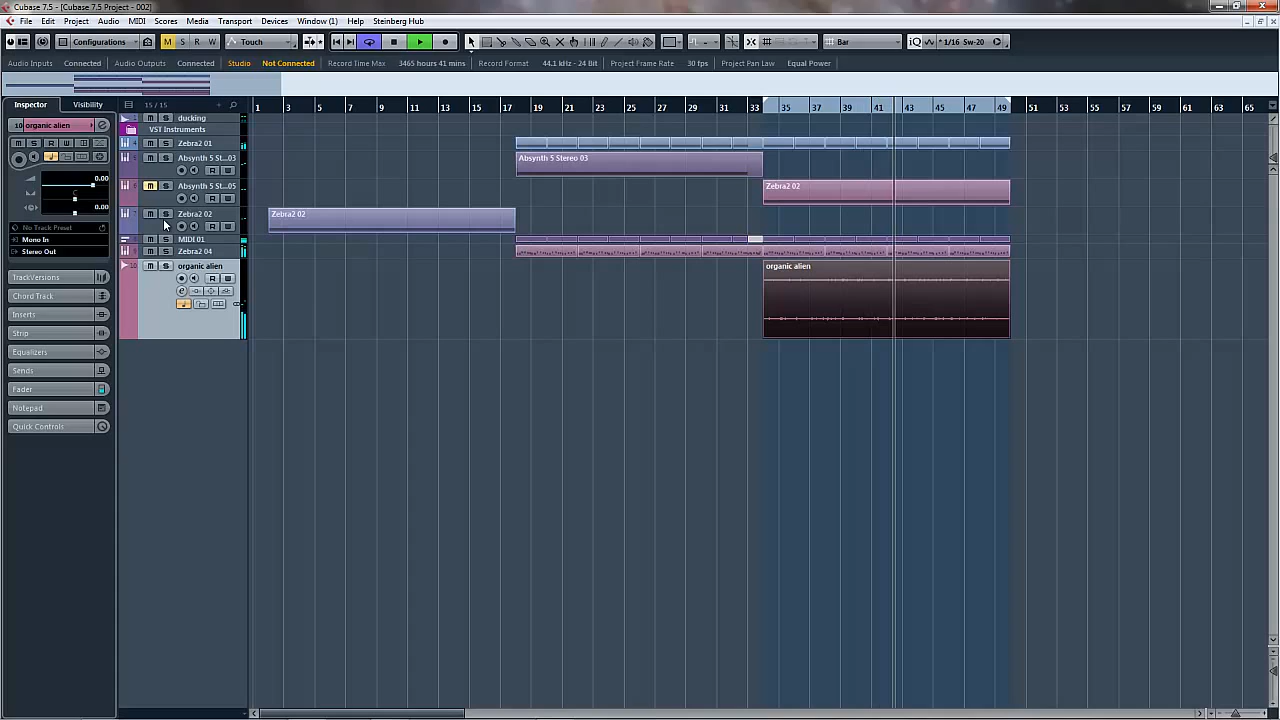 Cubase 7.5 - [Cubase 7.5 Project - 002]
File Edit Project Audio MIDI Scores Media Transport Devices Window (1) Help Steinberg Hub
Configurations M S R W Touch Bar iQ 1/16 Sw-20
Audio Inputs Connected Audio Outputs Connected Studio Not Connected Record Time Max 3465 hours 41 mins Record Format 44.1 kHz - 24 Bit Project Frame Rate 30 fps Project Pan Law Equal Power
Inspector Visibility 15 / 15 1 3 5 7 9 11 13 15 17 19 21 23 25 27 29 31 33 35 37 39 41 43 45 47 49 51 53 55 57 59 61 63 65
ducking
10 organic alien
VST Instruments
M S R W
4 M S Zebra2 01
M S Absynth 5 St...03 Absynth 5 Stereo 03
R W
0.00
M S Absynth 5 St...05 Zebra2 02
C
R W
0.00
7 M S Zebra2 02 Zebra2 02
No Track Preset
R W
Mono In
M S MIDI 01
Stereo Out
M S Zebra2 04
10 M S organic alien organic alien
TrackVersions
R W
Chord Track
e
Inserts
Strip
Equalizers
Sends
Fader
Notepad
Quick Controls